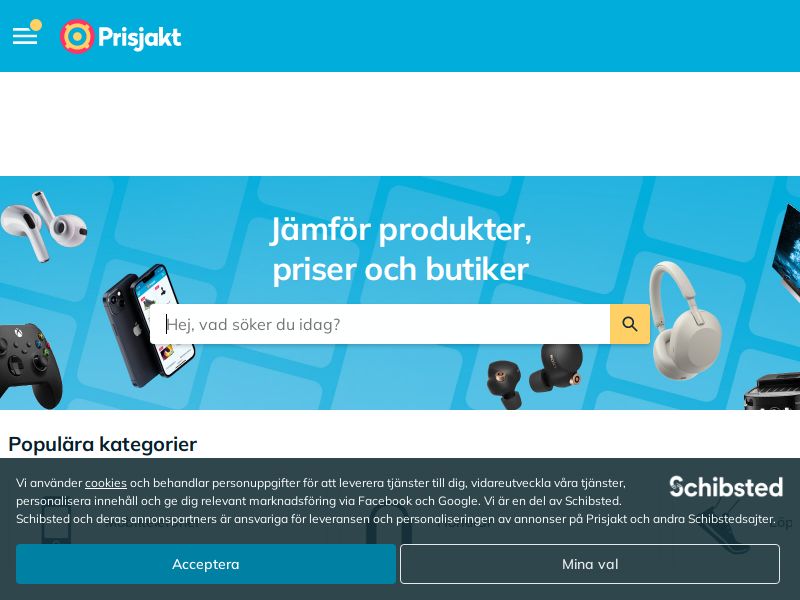 Prisjakt
Jämför produkter,
priser och butiker
Hej, vad söker du idag?
Populära kategorier
Vi använder cookies och behandlar personuppgifter för att leverera tjänster till dig, vidareutveckla våra tjänster,
personalisera innehåll och ge dig relevant marknadsföring via Facebook och Google. Vi är en del av Schibsted.
Schibsted och deras annonspartners är ansvariga för leveransen och personaliseringen av annonser på Prisjakt och andra Schibstedsajter.
Schibsted
Acceptera
Mina val